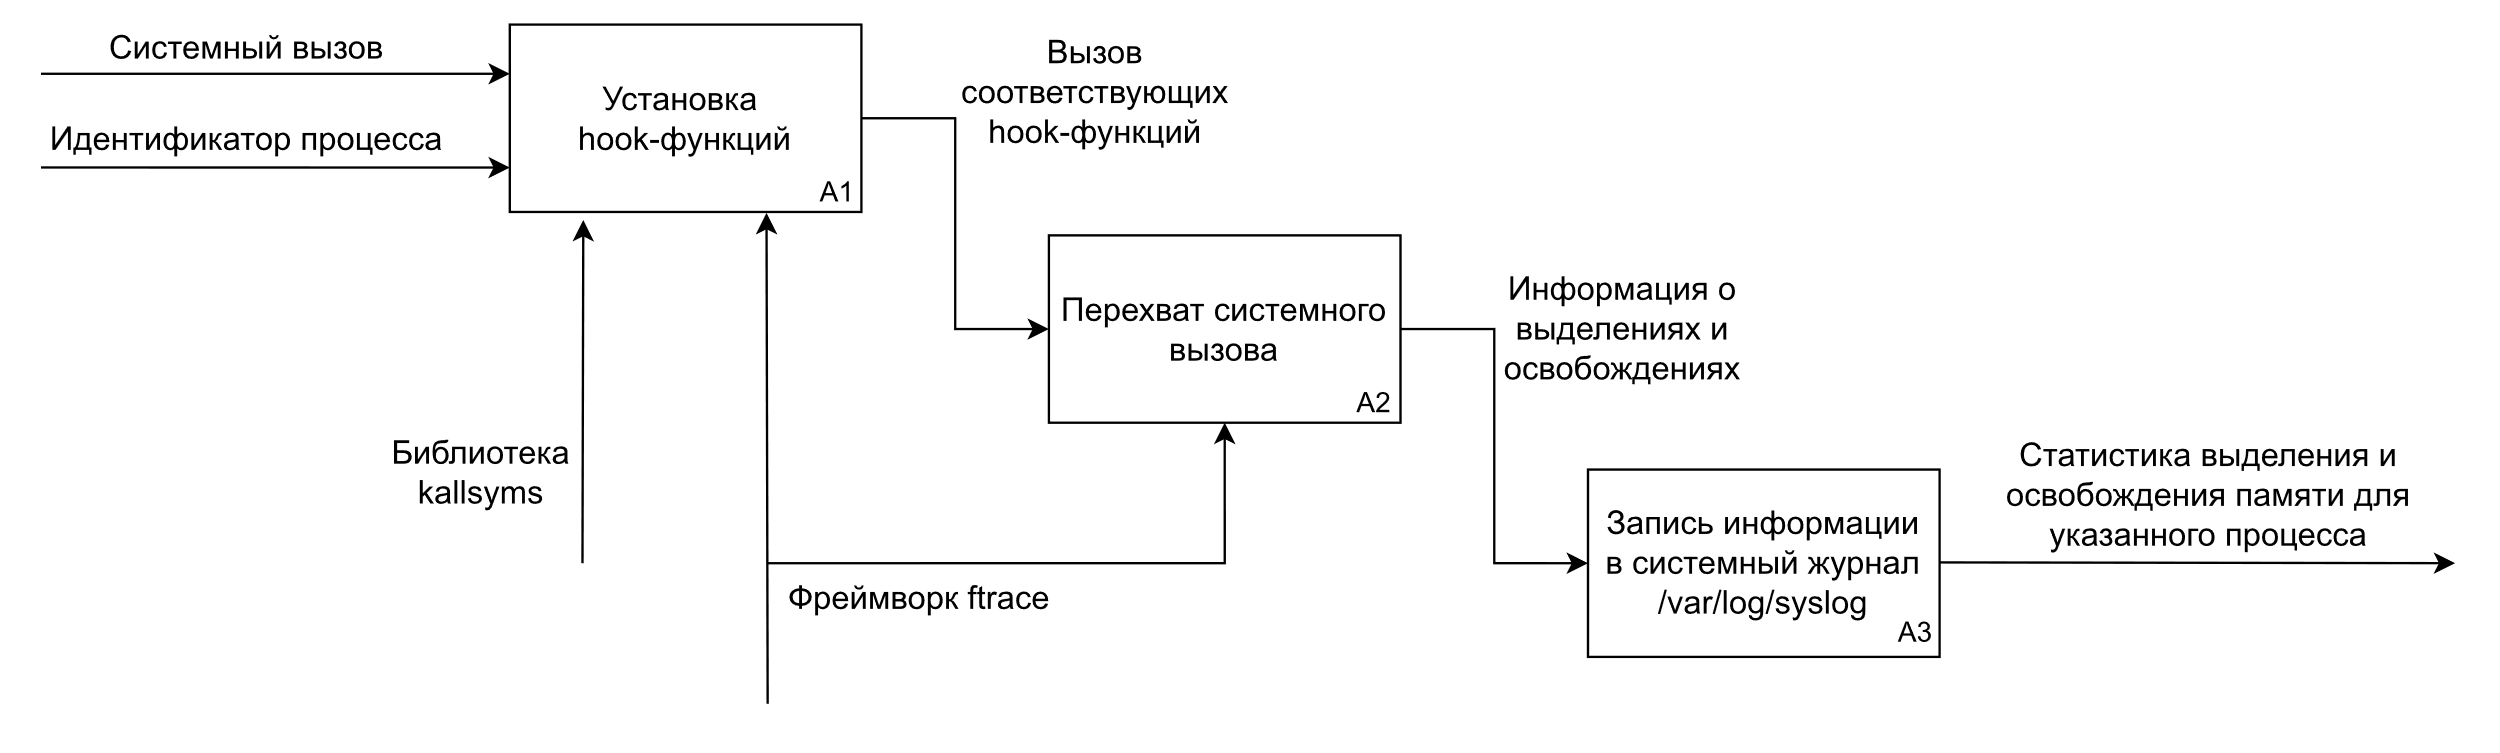 Системный вызов
Идентификатор процесса
Установка
hook-функций
A1
Вызов
соответствующих
hook-функций
Перехват системного
вызова
A2
Информация о
выделениях и
освобождениях
Библиотека
kallsyms
Фреймворк ftrace
Запись информации
в системный журнал
/var/log/syslog
A3
Статистика выделения и
освобождения памяти для
указанного процесса